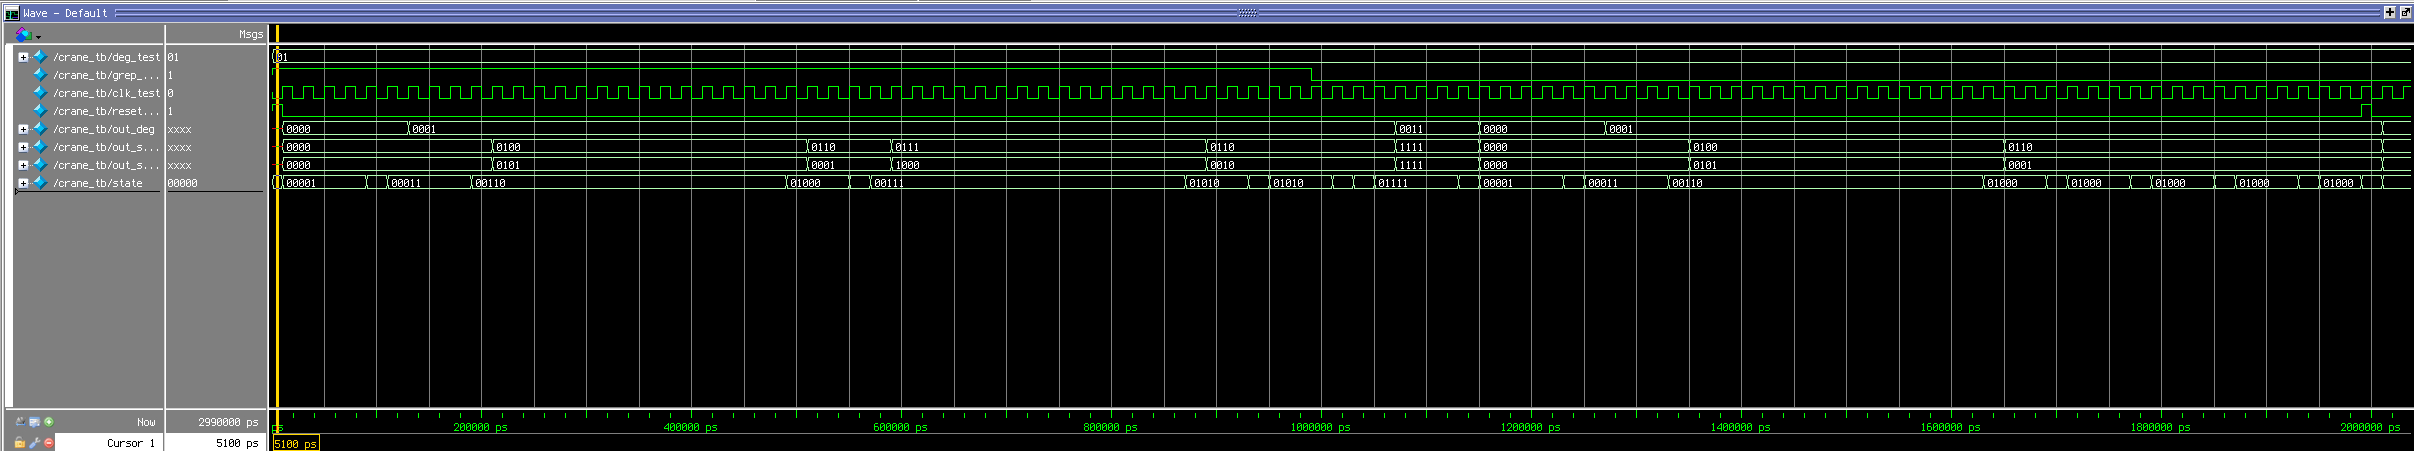 Wave - Default
Msgs
/crane_tb/deg_test 01 01
/crane_tb/grep_... 1
/crane_tb/clk_test 0
/crane_tb/reset... 1
/crane_tb/out_deg xxxx 0000 0001 0011 0000 0001
/crane_tb/out_s... xxxx 0000 0100 0110 0111 0110 1111 0000 0100 0110
/crane_tb/out_s... xxxx 0000 0101 0001 1000 0010 1111 0000 0101 0001
/crane_tb/state 00000 00001 00011 00110 01000 00111 01010 01010 01111 00001 00011 00110 01000 01000 01000 01000 01000
Now 2990000 ps ps 200000 ps 400000 ps 600000 ps 800000 ps 1000000 ps 1200000 ps 1400000 ps 1600000 ps 1800000 ps 2000000 ps
Cursor 1 5100 ps 5100 ps